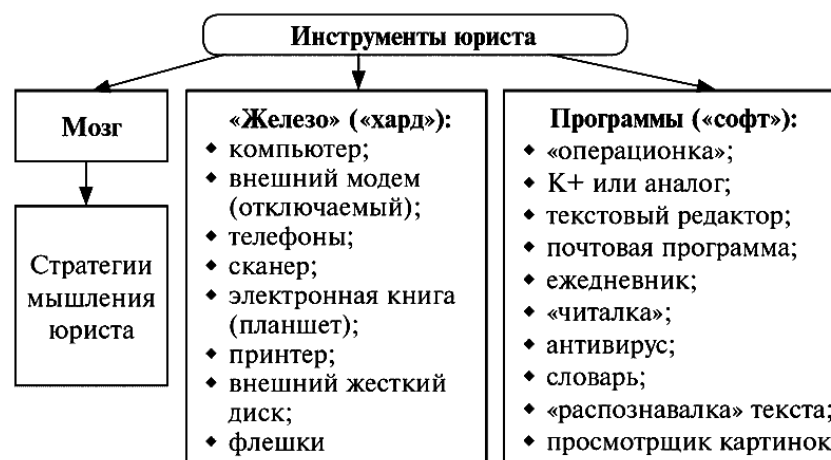 Инструменты юриста
Мозг
Стратегии
мышления
юриста
«Железо» («хард»):
◆ компьютер;
◆ внешний модем
(отключаемый);
◆ телефоны;
◆ сканер;
◆ электронная книга
(планшет);
◆ принтер;
◆ внешний жесткий
диск;
◆ флешки
Программы («софт»):
◆ «операционка»;
◆ К+ или аналог;
◆ текстовый редактор;
◆ почтовая программа;
◆ ежедневник;
◆ «читалка»;
◆ антивирус;
◆ словарь;
◆ «распознавалка» текста;
◆ просмотрщик картинок